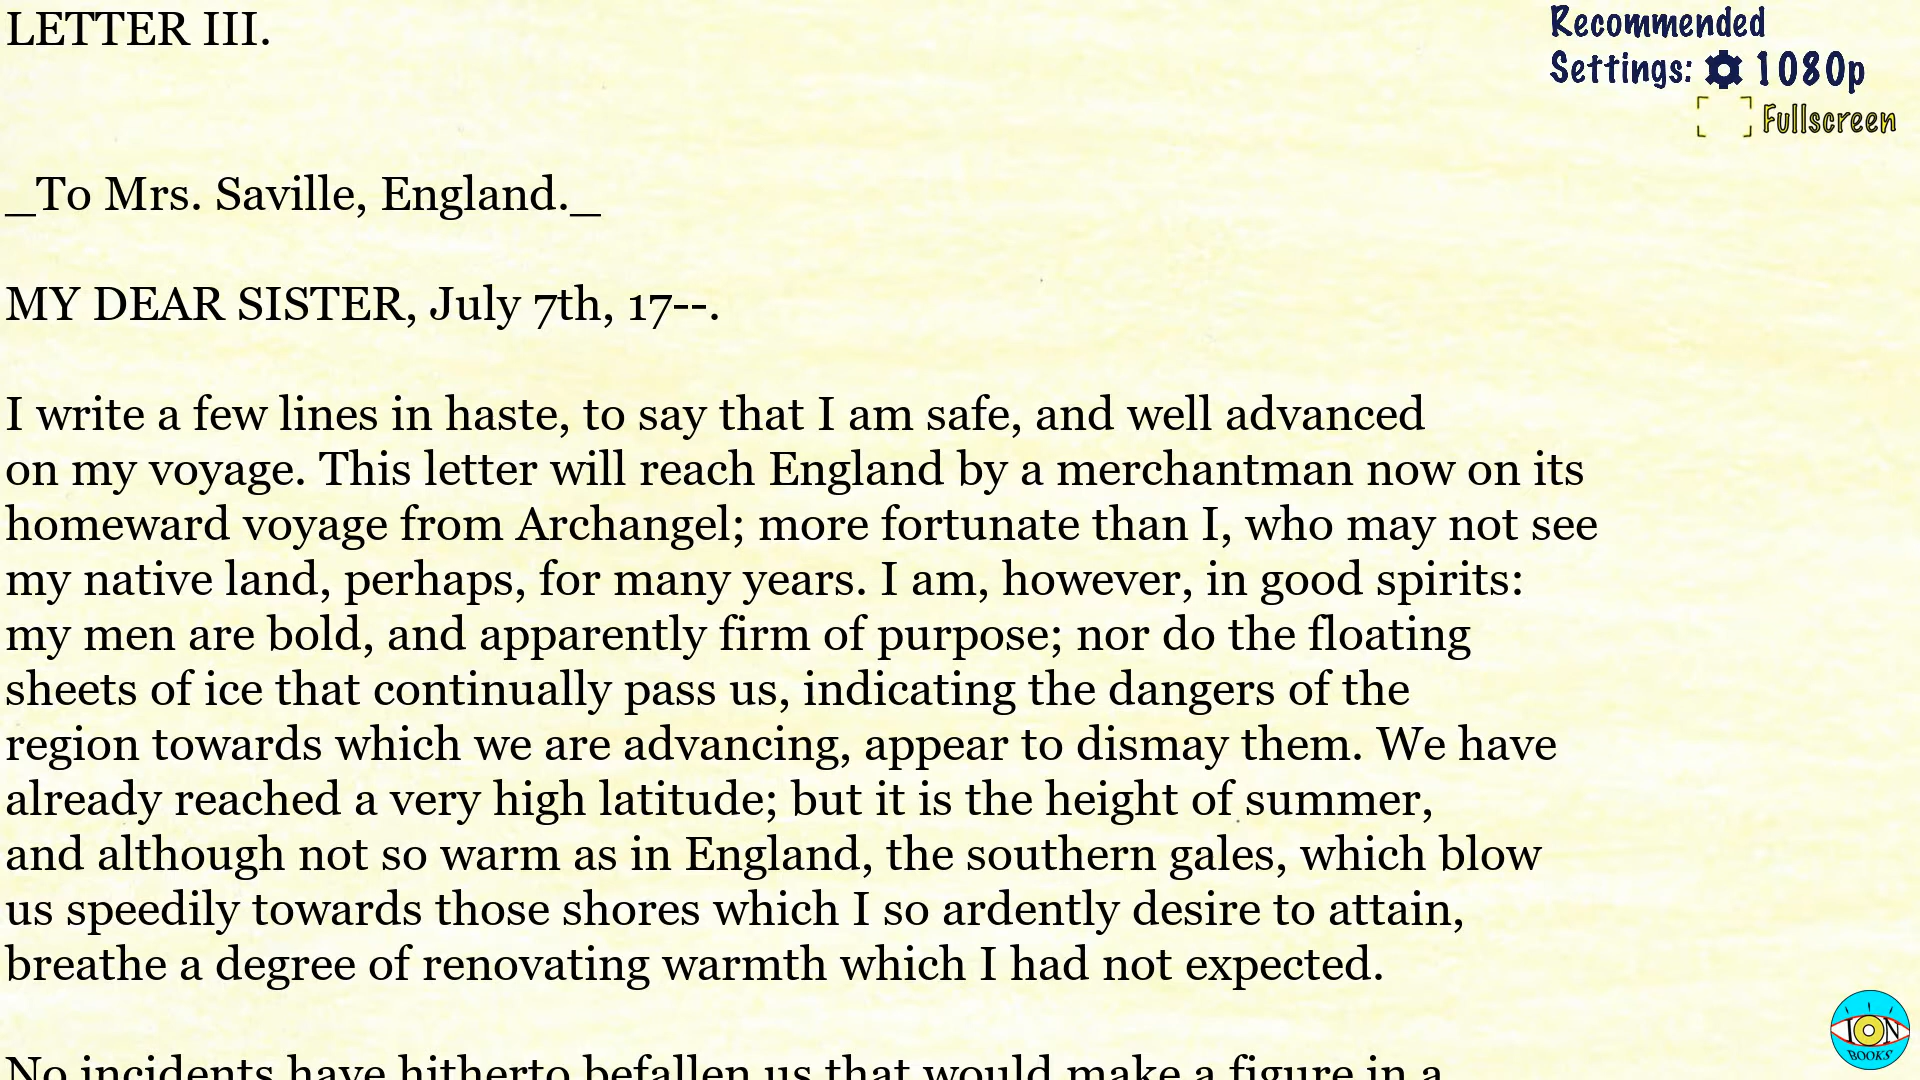 LETTER III.
Recommended
Settings: 1080p
Fullscreen
_To Mrs. Saville, England._
MY DEAR SISTER, July 7th, 17--.
I write a few lines in haste, to say that I am safe, and well advanced
on my voyage. This letter will reach England by a merchantman now on its
homeward voyage from Archangel; more fortunate than I, who may not see
my native land, perhaps, for many years. I am, however, in good spirits:
my men are bold, and apparently firm of purpose; nor do the floating
sheets of ice that continually pass us, indicating the dangers of the
region towards which we are advancing, appear to dismay them. We have
already reached a very high latitude; but it is the height of summer,
and although not so warm as in England, the southern gales, which blow
us speedily towards those shores which I so ardently desire to attain,
breathe a degree of renovating warmth which I had not expected.
No incidents have hitherto befallen us that would make a figure in a
ION
BOOKS